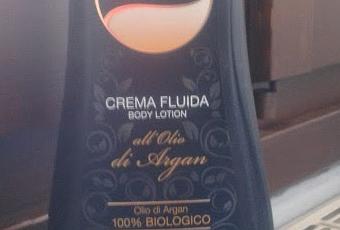 CREMA FLUIDA
BODY LOTION
all'Olio
di Argan
Olio di Argan
100% BIOLOGICO